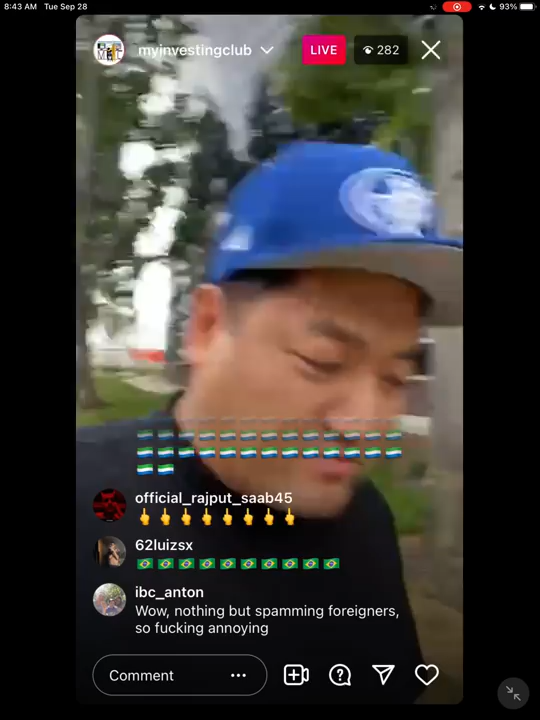 8:43 AM Tue Sep 28
93%
myinvestingclub
LIVE
282
official_rajput_saab45
🖕🖕🖕🖕🖕🖕🖕🖕
62luizsx
🇧🇷🇧🇷🇧🇷🇧🇷🇧🇷🇧🇷🇧🇷🇧🇷🇧🇷🇧🇷
ibc_anton
Wow, nothing but spamming foreigners,
so fucking annoying
Comment